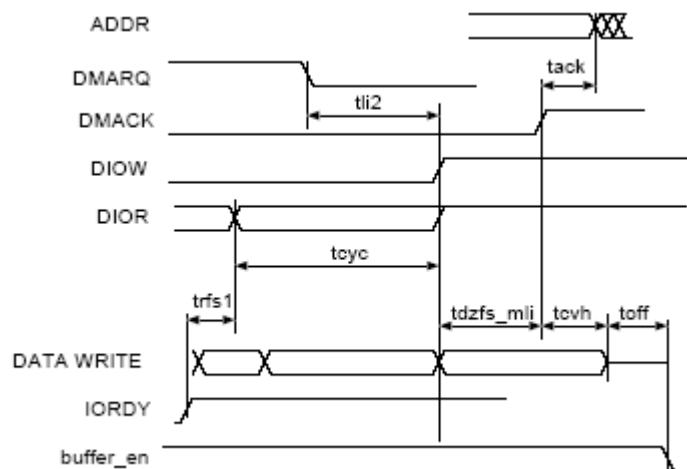 ADDR
DMARQ
tack
tli2
DMACK
DIOW
DIOR
tcyc
trfs1
tdzfs_mli
tcvh
toff
DATA WRITE
IORDY
buffer_en